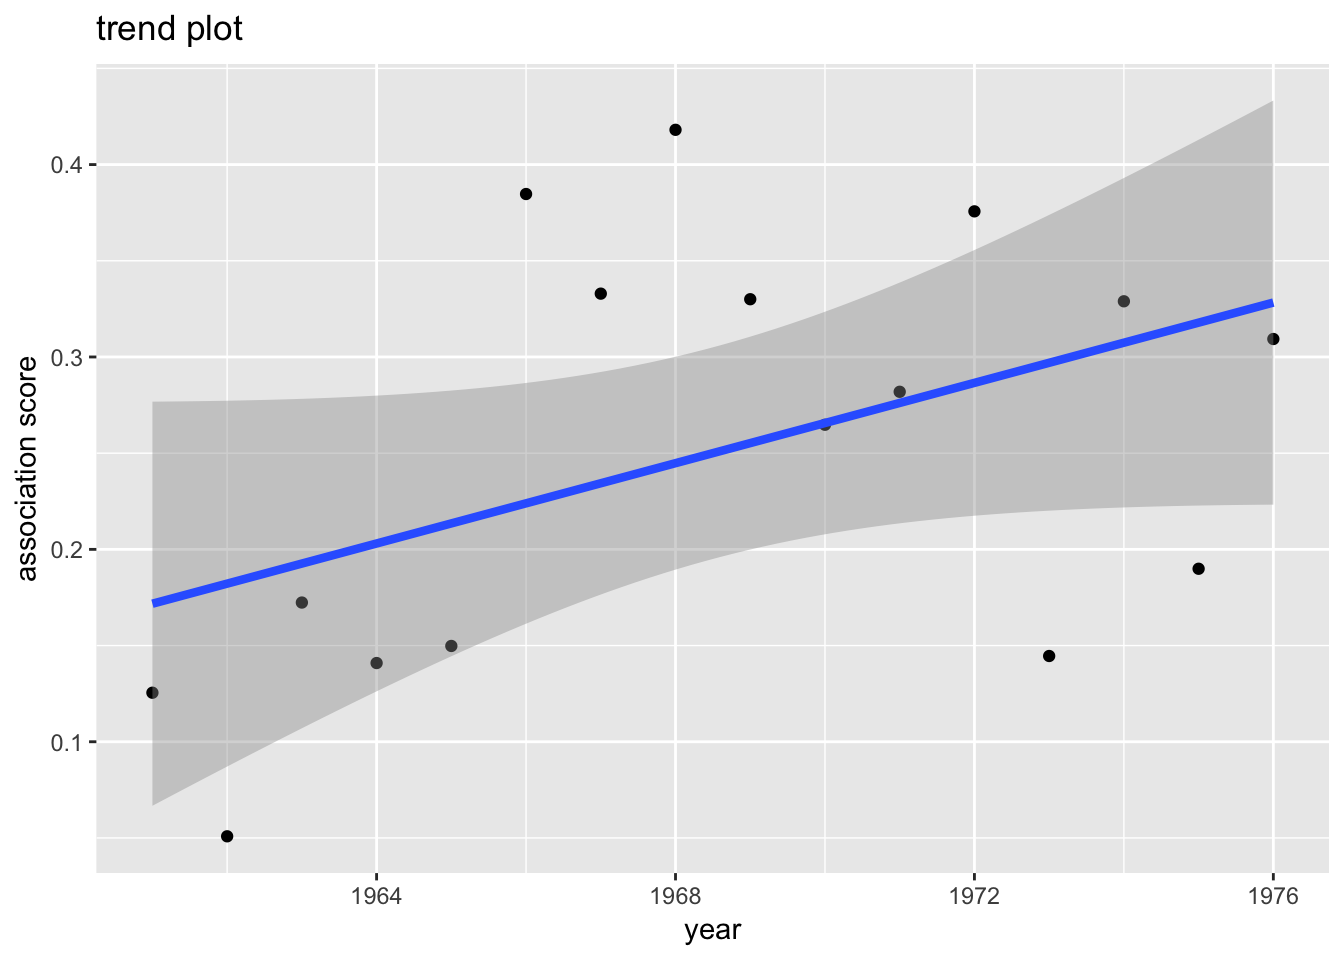 trend plot
association score
0.4
0.3
0.2
0.1
1964 1968 1972 1976
year